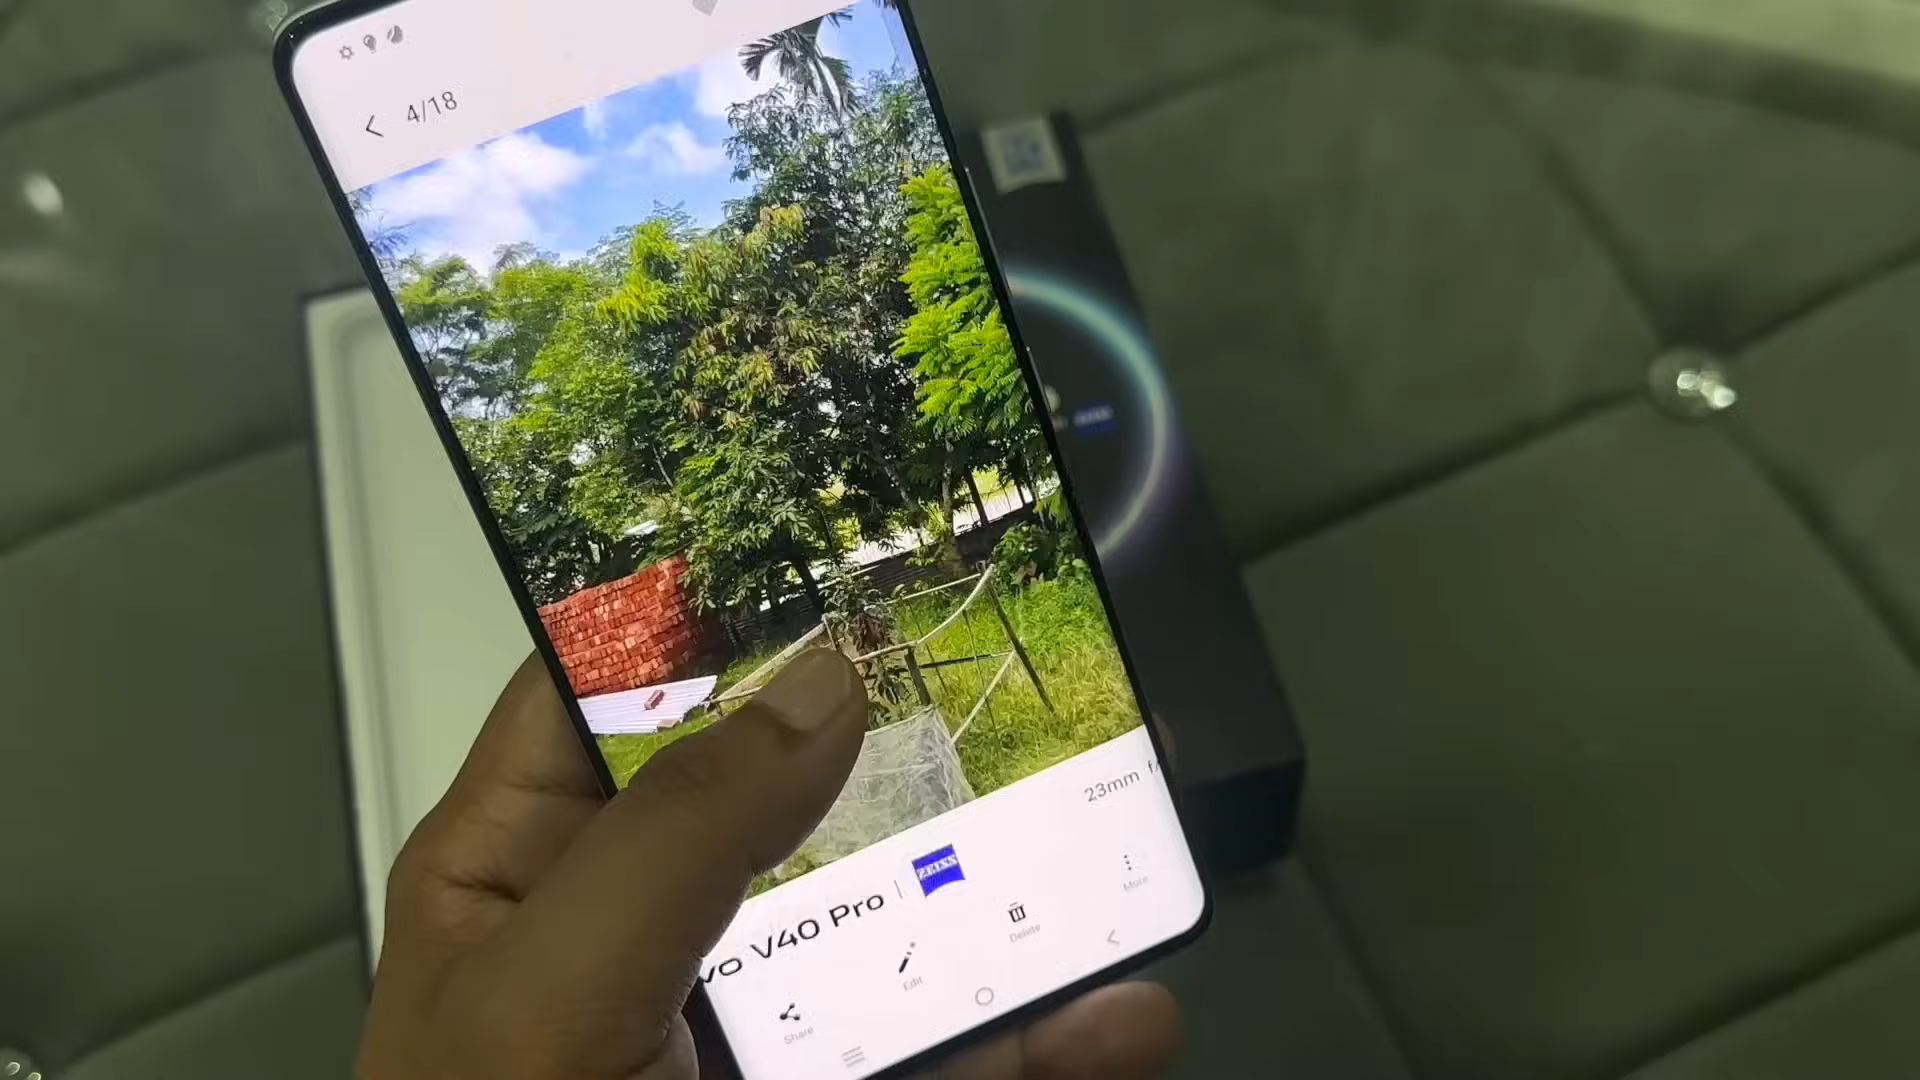 4/18
23mm f/
vo V40 Pro | ZEISS
More
Delete
Edit
Share